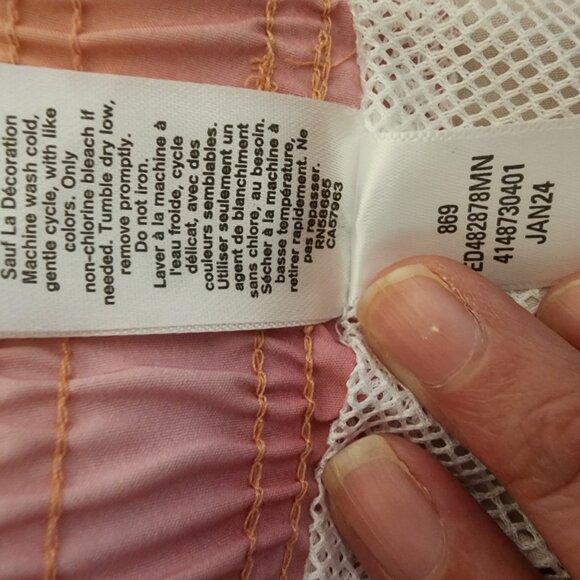 Sauf La Décoration
Machine wash cold,
gentle cycle, with like
colors. Only
non-chlorine bleach if
needed. Tumble dry low,
remove promptly.
Do not iron.
Laver à la machine à
l'eau froide, cycle
délicat, avec des
couleurs semblables.
Utiliser seulement un
agent de blanchiment
sans chlore, au besoin.
Sécher à la machine à
basse température,
retirer rapidement. Ne
pas repasser.
RN56665
CA57963
869
ED482878MN
4148730401
JAN24